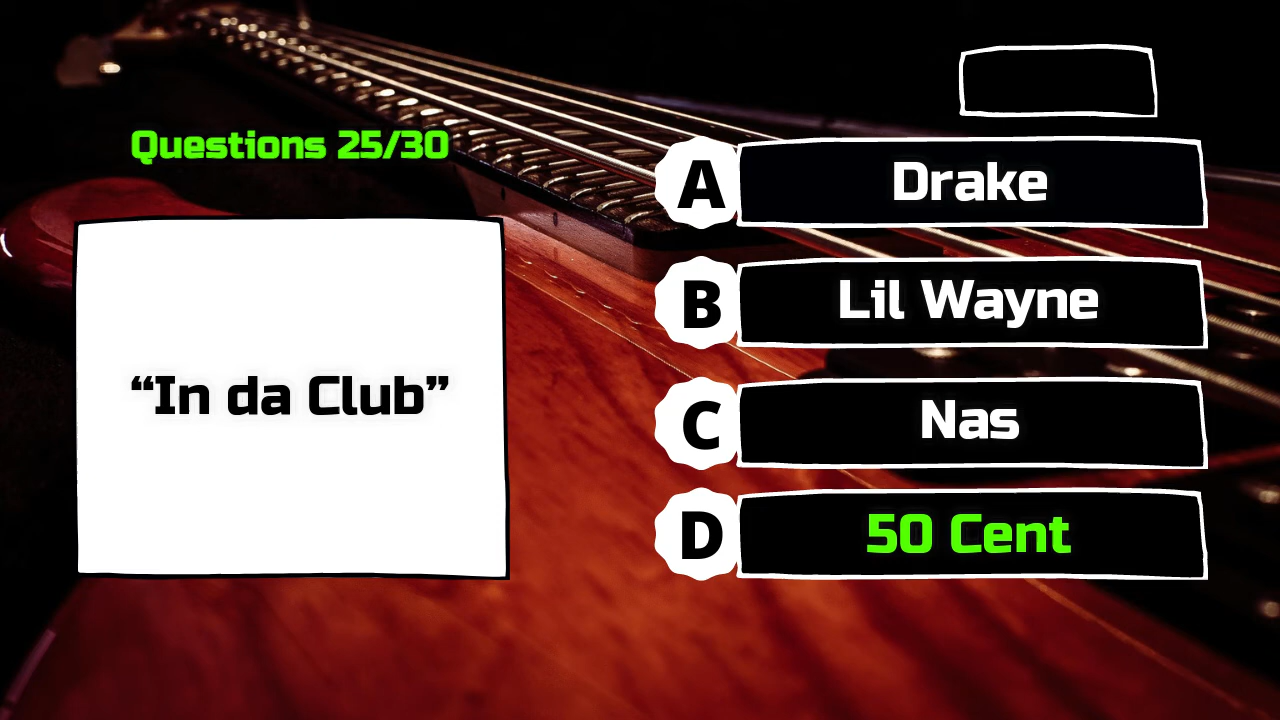 Questions 25/30
“In da Club”
A Drake
B Lil Wayne
C Nas
D 50 Cent